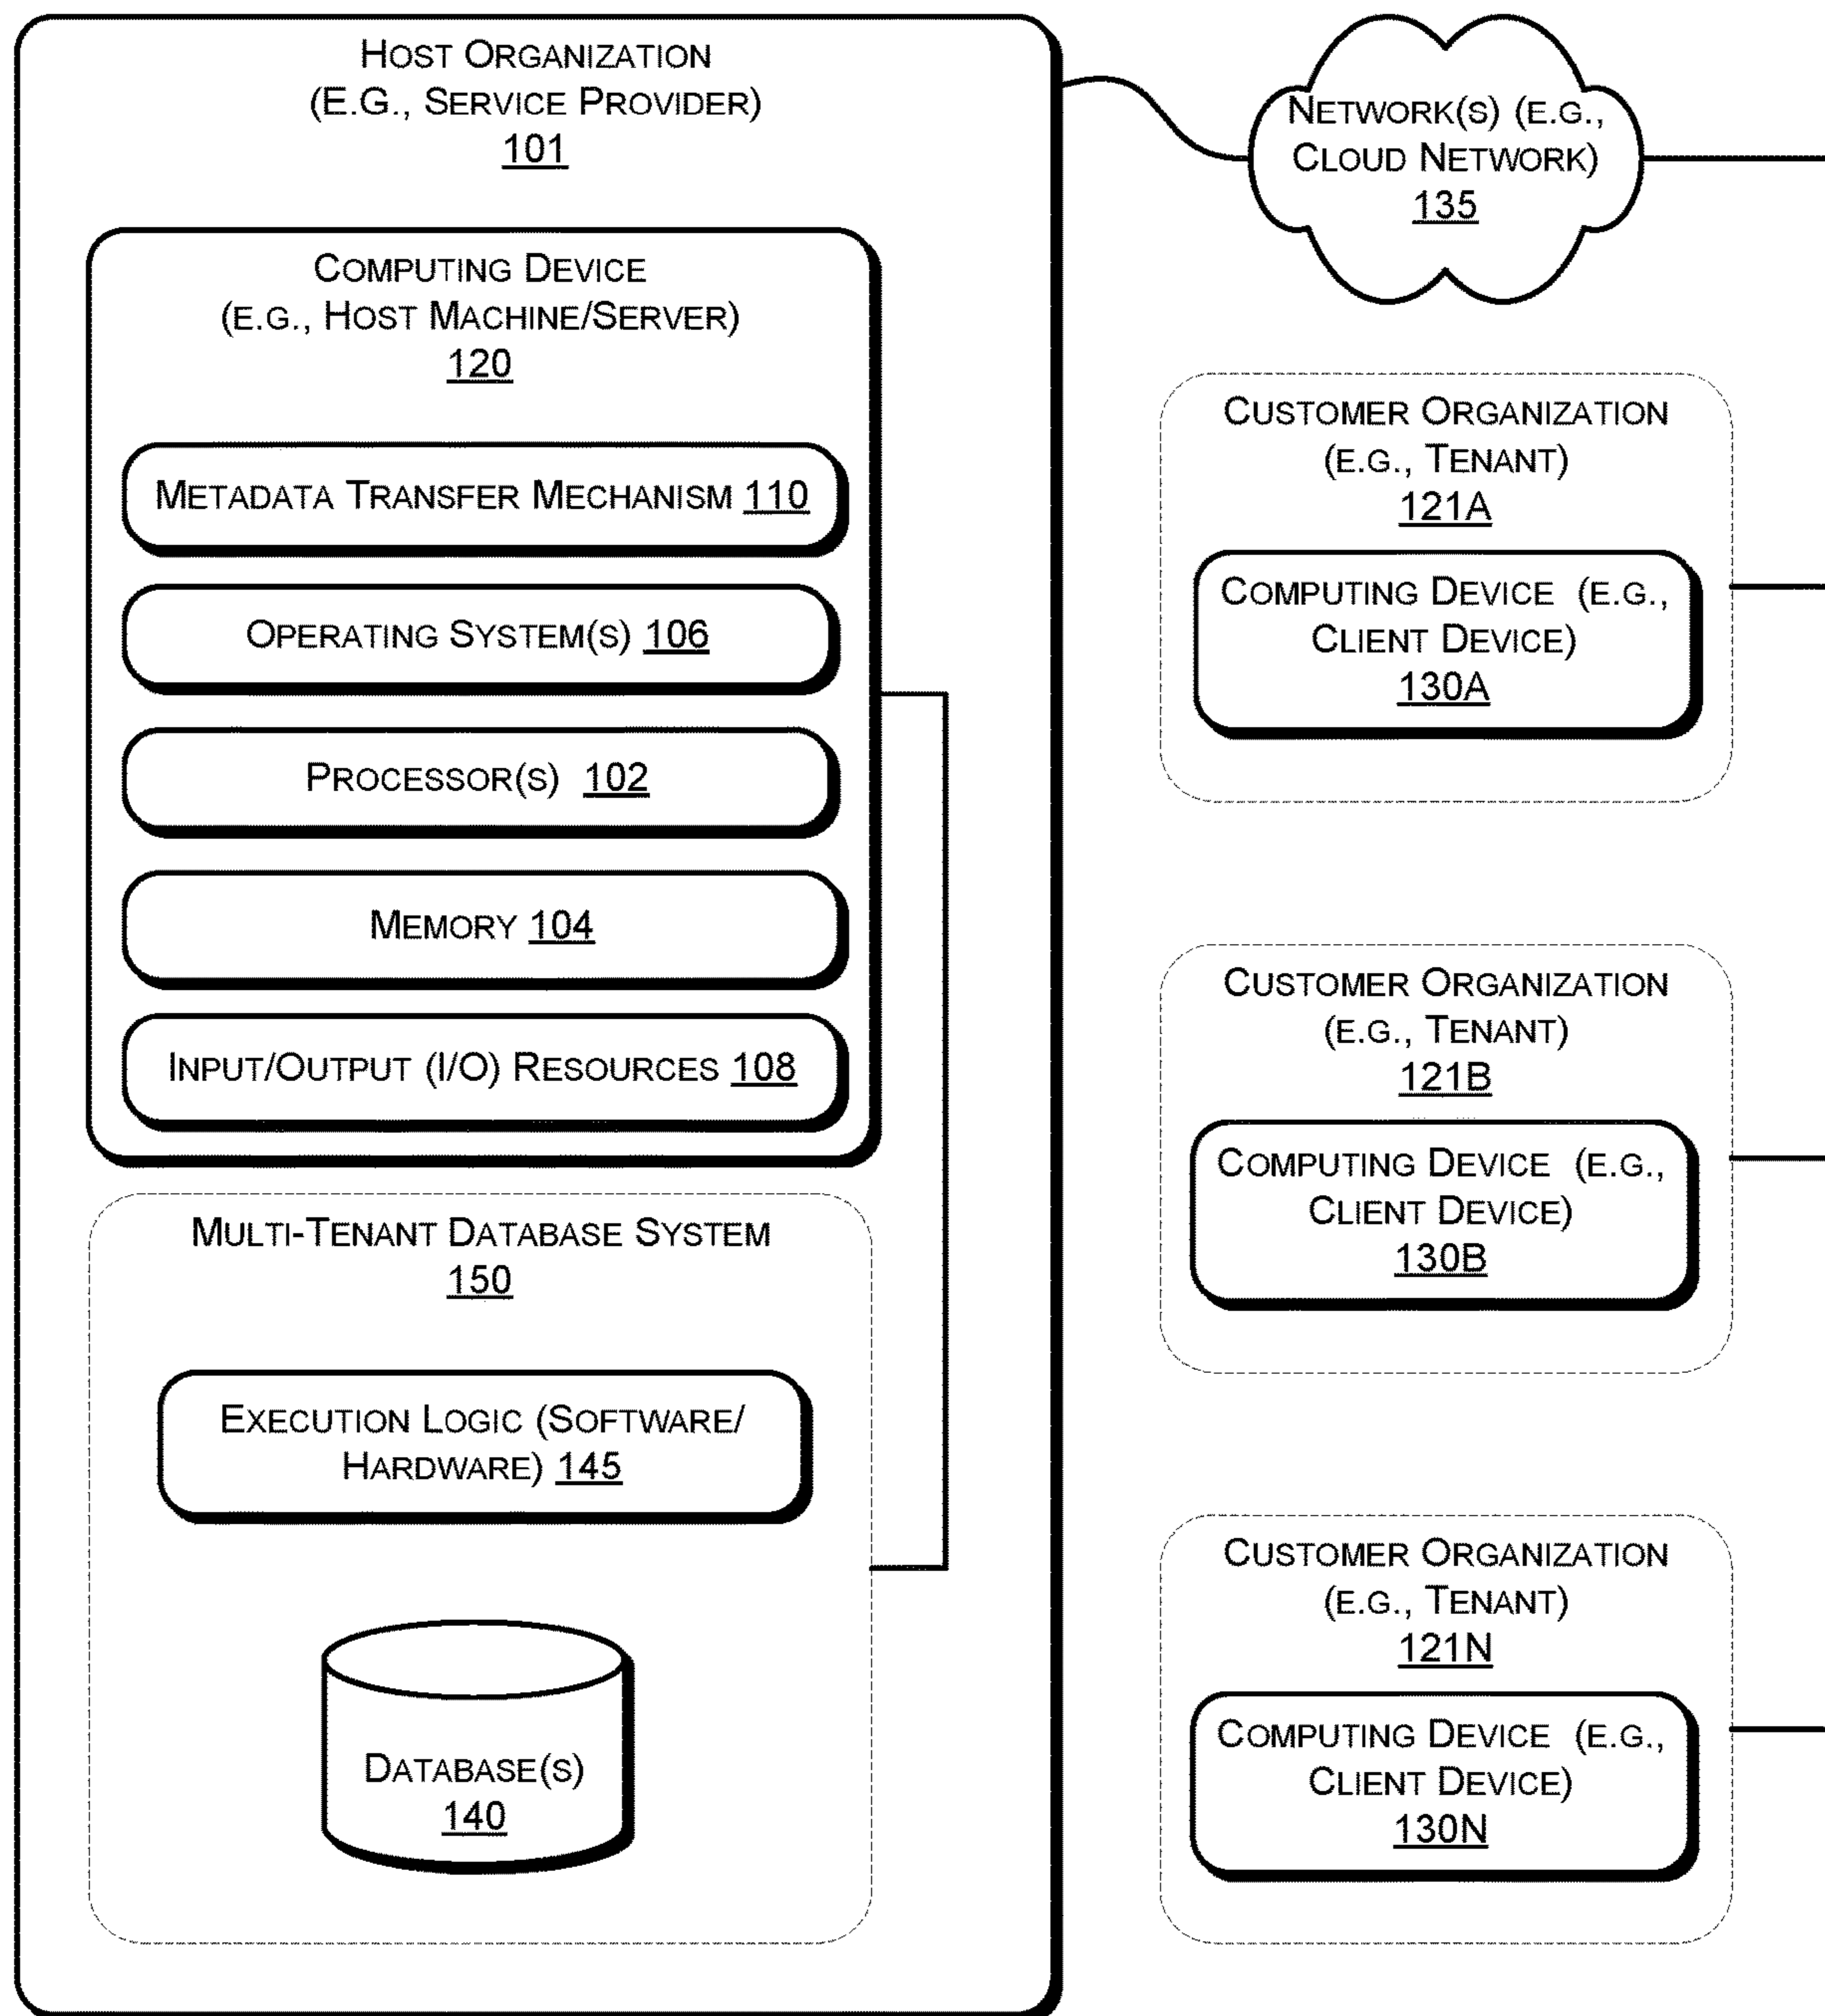 HOST ORGANIZATION
(E.G., SERVICE PROVIDER)
101
COMPUTING DEVICE
(E.G., HOST MACHINE/SERVER)
120
METADATA TRANSFER MECHANISM 110
OPERATING SYSTEM(S) 106
PROCESSOR(S) 102
MEMORY 104
INPUT/OUTPUT (I/O) RESOURCES 108
MULTI-TENANT DATABASE SYSTEM
150
EXECUTION LOGIC (SOFTWARE/
HARDWARE) 145
DATABASE(S)
140
NETWORK(S) (E.G.,
CLOUD NETWORK)
135
CUSTOMER ORGANIZATION
(E.G., TENANT)
121A
COMPUTING DEVICE (E.G.,
CLIENT DEVICE)
130A
CUSTOMER ORGANIZATION
(E.G., TENANT)
121B
COMPUTING DEVICE (E.G.,
CLIENT DEVICE)
130B
CUSTOMER ORGANIZATION
(E.G., TENANT)
121N
COMPUTING DEVICE (E.G.,
CLIENT DEVICE)
130N